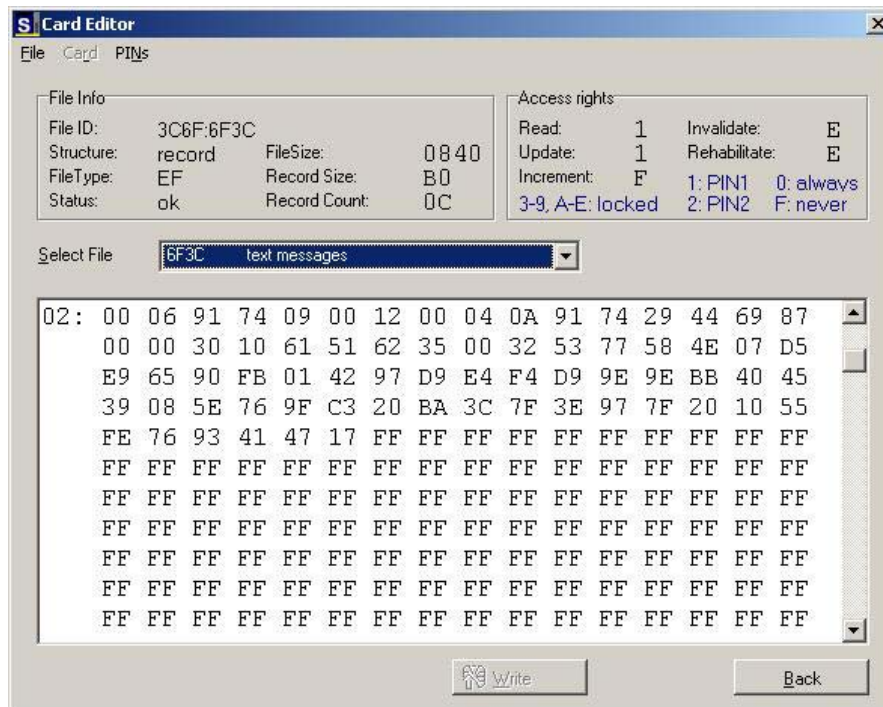 S Card Editor
File Card PINs
File Info
File ID: 3C6F:6F3C
Structure: record FileSize: 0840
FileType: EF Record Size: B0
Status: ok Record Count: 0C
Access rights
Read: 1 Invalidate: E
Update: 1 Rehabilitate: E
Increment: F 1: PIN1 0: always
3-9, A-E: locked 2: PIN2 F: never
Select File 6F3C text messages
02: 00 06 91 74 09 00 12 00 04 0A 91 74 29 44 69 87
00 00 30 10 61 51 62 35 00 32 53 77 58 4E 07 D5
E9 65 90 FB 01 42 97 D9 E4 F4 D9 9E 9E BB 40 45
39 08 5E 76 9F C3 20 BA 3C 7F 3E 97 7F 20 10 55
FE 76 93 41 47 17 FF FF FF FF FF FF FF FF FF FF
FF FF FF FF FF FF FF FF FF FF FF FF FF FF FF FF
FF FF FF FF FF FF FF FF FF FF FF FF FF FF FF FF
FF FF FF FF FF FF FF FF FF FF FF FF FF FF FF FF
FF FF FF FF FF FF FF FF FF FF FF FF FF FF FF FF
FF FF FF FF FF FF FF FF FF FF FF FF FF FF FF FF
FF FF FF FF FF FF FF FF FF FF FF FF FF FF FF FF
Write Back